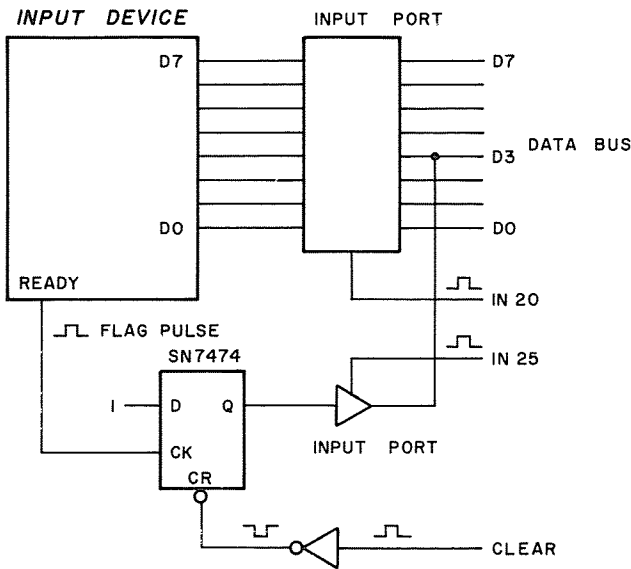 INPUT DEVICE
INPUT PORT
D7
D7
D3
DATA BUS
D0
D0
READY
IN 20
FLAG PULSE
SN7474
IN 25
1
D
Q
INPUT PORT
CK
CR
CLEAR